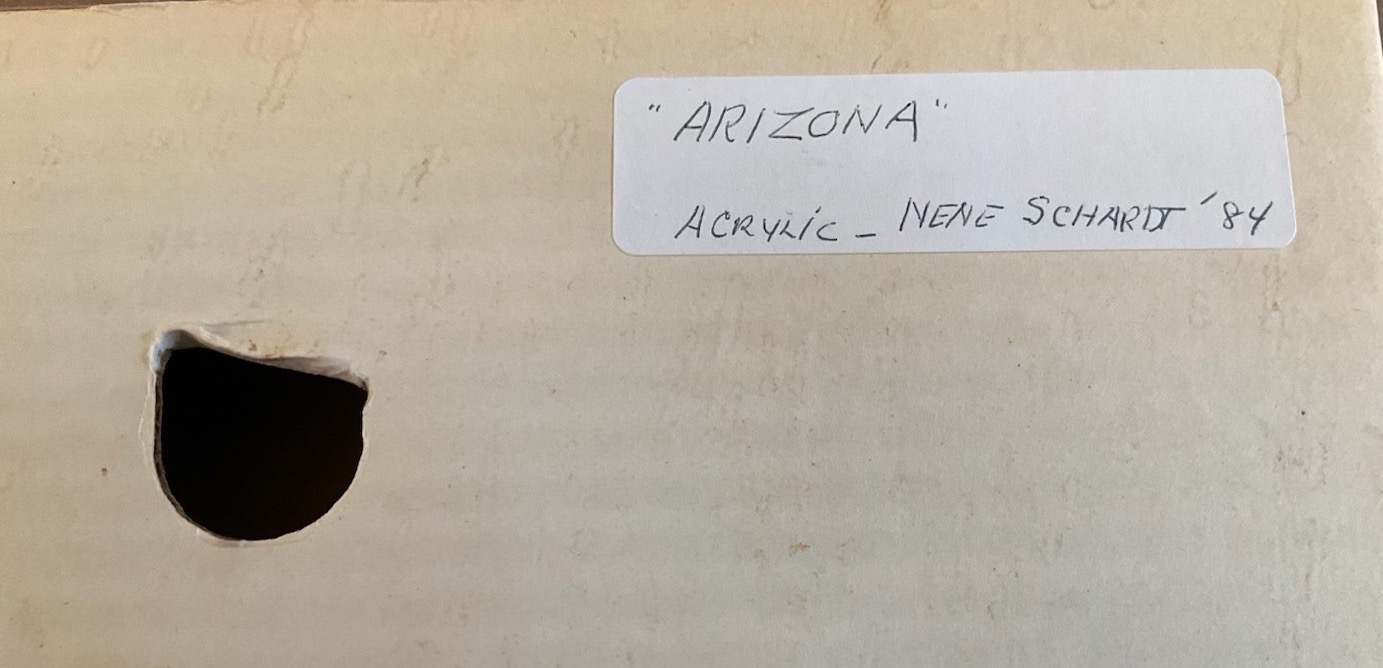 "ARIZONA"
ACRYLIC - NENE SCHARDT '84